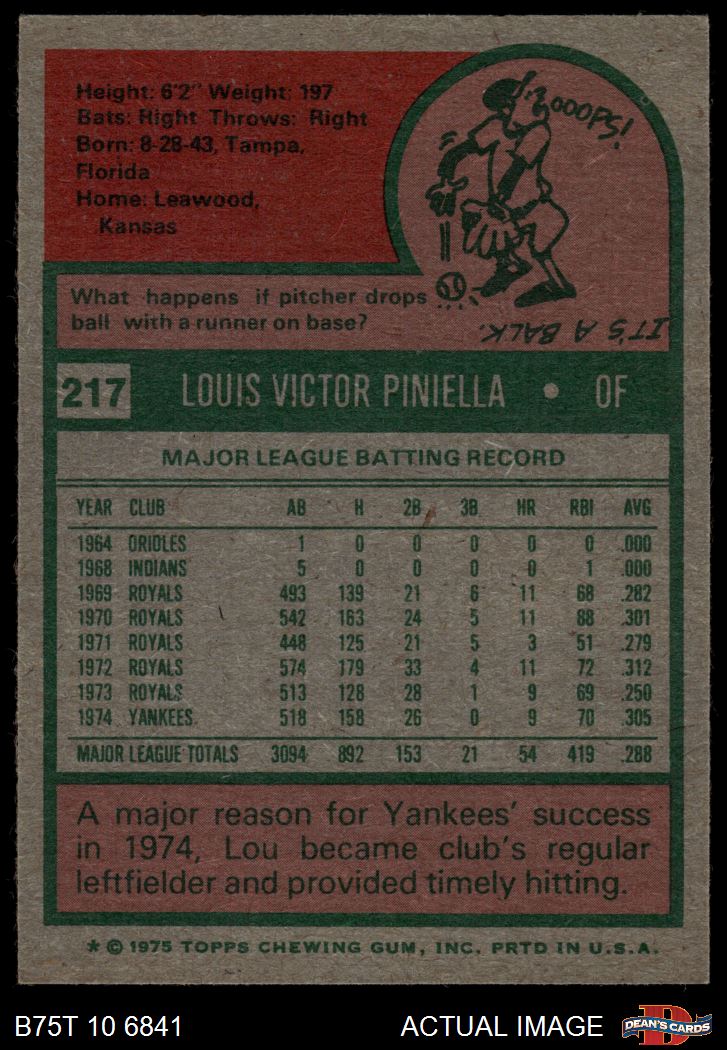 Height: 6'2" Weight: 197
Bats: Right Throws: Right
Born: 8-28-43, Tampa,
Florida
Home: Leawood,
Kansas
OOOPS!
What happens if pitcher drops
ball with a runner on base?
IT'S A BALK.
217 LOUIS VICTOR PINIELLA • OF
MAJOR LEAGUE BATTING RECORD
YEAR CLUB AB H 2B 3B HR RBI AVG
1964 ORIOLES 1 0 0 0 0 0 .000
1968 INDIANS 5 0 0 0 0 1 .000
1969 ROYALS 493 139 21 6 11 68 .282
1970 ROYALS 542 163 24 5 11 88 .301
1971 ROYALS 448 125 21 5 3 51 .279
1972 ROYALS 574 179 33 4 11 72 .312
1973 ROYALS 513 128 28 1 9 69 .250
1974 YANKEES 518 158 26 0 9 70 .305
MAJOR LEAGUE TOTALS 3094 892 153 21 54 419 .288
A major reason for Yankees' success
in 1974, Lou became club's regular
leftfielder and provided timely hitting.
* © 1975 TOPPS CHEWING GUM, INC. PRTD IN U.S.A.
B75T 10 6841 ACTUAL IMAGE
D
DEAN'S CARDS